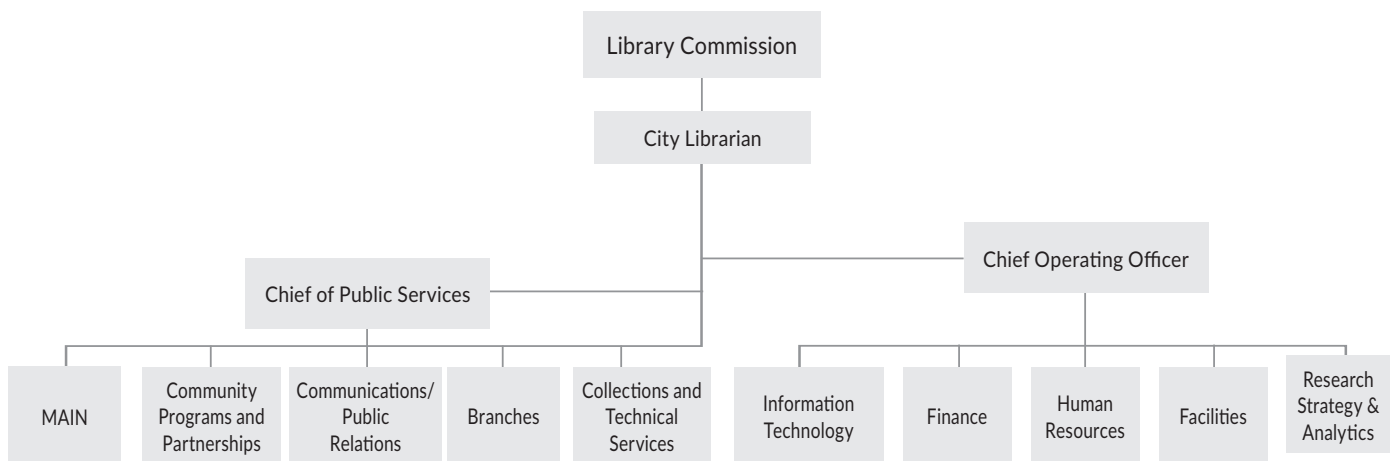 Library Commission
City Librarian
Chief Operating Officer
Chief of Public Services
MAIN
Community
Programs and
Partnerships
Communications/
Public
Relations
Branches
Collections and
Technical
Services
Information
Technology
Finance
Human
Resources
Facilities
Research
Strategy &
Analytics